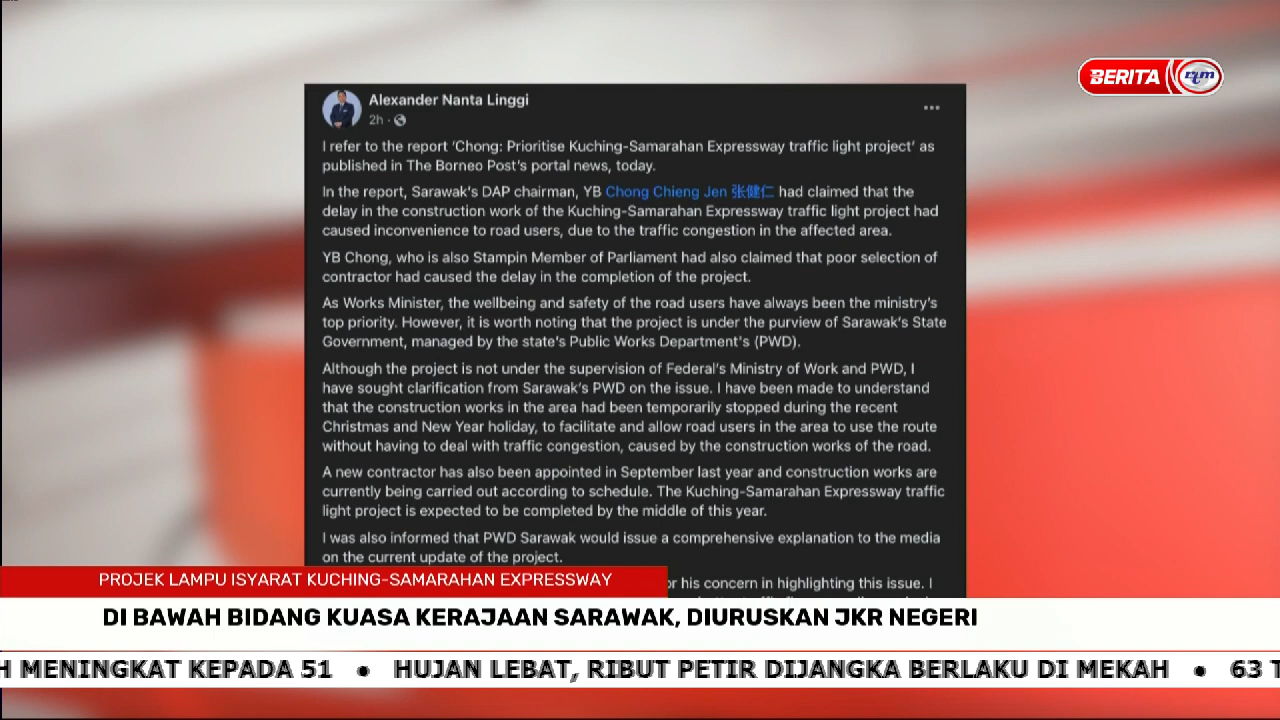 BERITA rtm
Alexander Nanta Linggi
2h ·
I refer to the report 'Chong: Prioritise Kuching-Samarahan Expressway traffic light project' as
published in The Borneo Post's portal news, today.
In the report, Sarawak's DAP chairman, YB Chong Chieng Jen 张健仁 had claimed that the
delay in the construction work of the Kuching-Samarahan Expressway traffic light project had
caused inconvenience to road users, due to the traffic congestion in the affected area.
YB Chong, who is also Stampin Member of Parliament had also claimed that poor selection of
contractor had caused the delay in the completion of the project.
As Works Minister, the wellbeing and safety of the road users have always been the ministry's
top priority. However, it is worth noting that the project is under the purview of Sarawak's State
Government, managed by the state's Public Works Department's (PWD).
Although the project is not under the supervision of Federal's Ministry of Work and PWD, I
have sought clarification from Sarawak's PWD on the issue. I have been made to understand
that the construction works in the area had been temporarily stopped during the recent
Christmas and New Year holiday, to facilitate and allow road users in the area to use the route
without having to deal with traffic congestion, caused by the construction works of the road.
A new contractor has also been appointed in September last year and construction works are
currently being carried out according to schedule. The Kuching-Samarahan Expressway traffic
light project is expected to be completed by the middle of this year.
I was also informed that PWD Sarawak would issue a comprehensive explanation to the media
on the current update of the project.
his concern in highlighting this issue. I
PROJEK LAMPU ISYARAT KUCHING-SAMARAHAN EXPRESSWAY
DI BAWAH BIDANG KUASA KERAJAAN SARAWAK, DIURUSKAN JKR NEGERI
H MENINGKAT KEPADA 51 • HUJAN LEBAT, RIBUT PETIR DIJANGKA BERLAKU DI MEKAH • 63 T